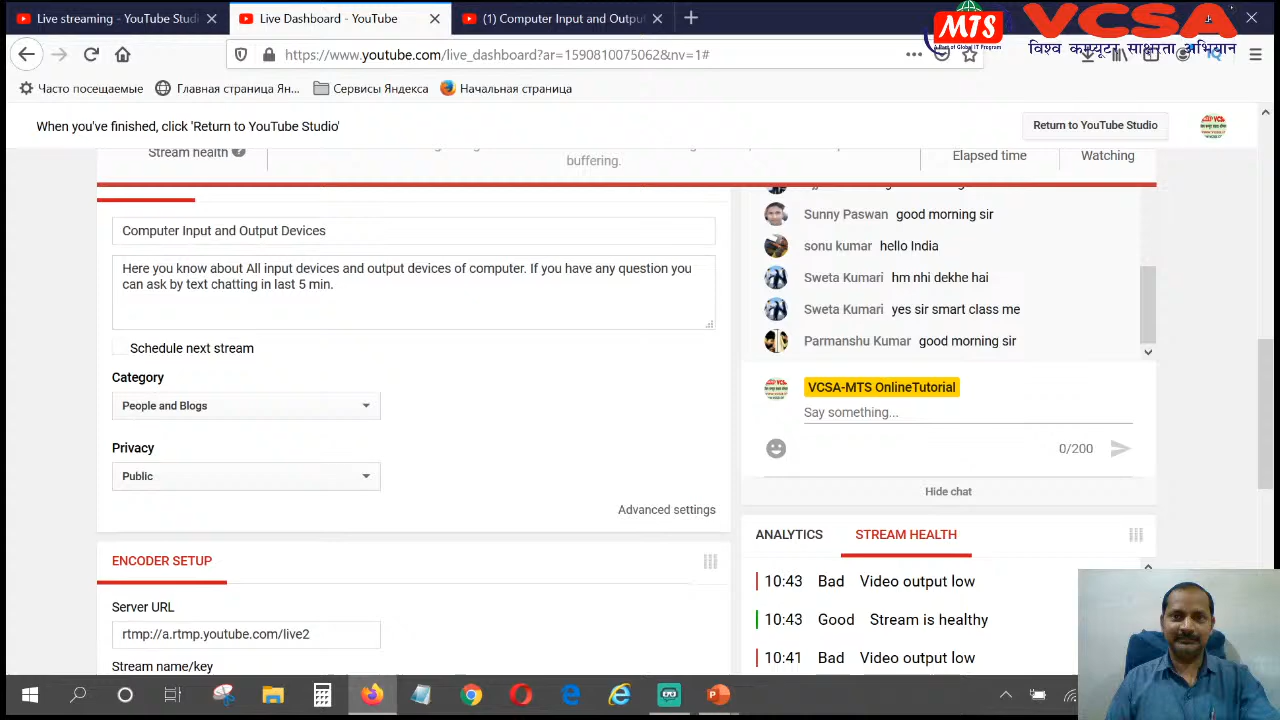 Live streaming - YouTube Studi
Live Dashboard - YouTube
(1) Computer Input and Outpu
MTS
A Part of Global IT Program
VCSA
विश्व कम्प्यूटर साक्षरता अभियान
https://www.youtube.com/live_dashboard?ar=1590810075062&nv=1#
Часто посещаемые
Главная страница Ян...
Сервисы Яндекса
Начальная страница
When you've finished, click 'Return to YouTube Studio'
Return to YouTube Studio
Stream health
buffering.
Elapsed time
Watching
Computer Input and Output Devices
Here you know about All input devices and output devices of computer. If you have any question you
can ask by text chatting in last 5 min.
Schedule next stream
Category
People and Blogs
Privacy
Public
Advanced settings
ENCODER SETUP
Server URL
rtmp://a.rtmp.youtube.com/live2
Stream name/key
Sunny Paswan good morning sir
sonu kumar hello India
Sweta Kumari hm nhi dekhe hai
Sweta Kumari yes sir smart class me
Parmanshu Kumar good morning sir
VCSA-MTS OnlineTutorial
Say something...
0/200
Hide chat
ANALYTICS
STREAM HEALTH
10:43 Bad Video output low
10:43 Good Stream is healthy
10:41 Bad Video output low